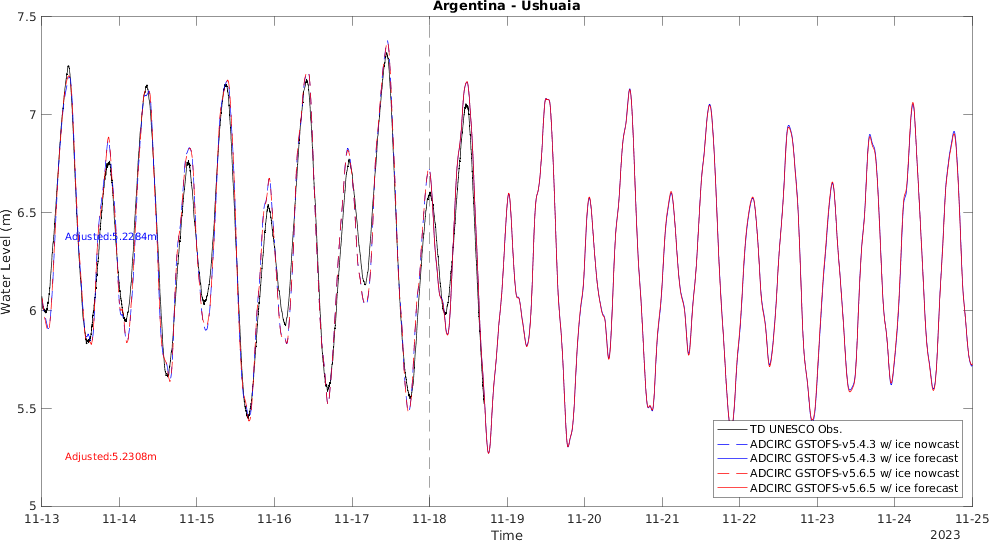 Argentina - Ushuaia
Water Level (m)
7.5
7
6.5
6
5.5
5
Adjusted:5.2284m
Adjusted:5.2308m
TD UNESCO Obs.
ADCIRC GSTOFS-v5.4.3 w/ ice nowcast
ADCIRC GSTOFS-v5.4.3 w/ ice forecast
ADCIRC GSTOFS-v5.6.5 w/ ice nowcast
ADCIRC GSTOFS-v5.6.5 w/ ice forecast
11-13 11-14 11-15 11-16 11-17 11-18 11-19 11-20 11-21 11-22 11-23 11-24 11-25
Time
2023